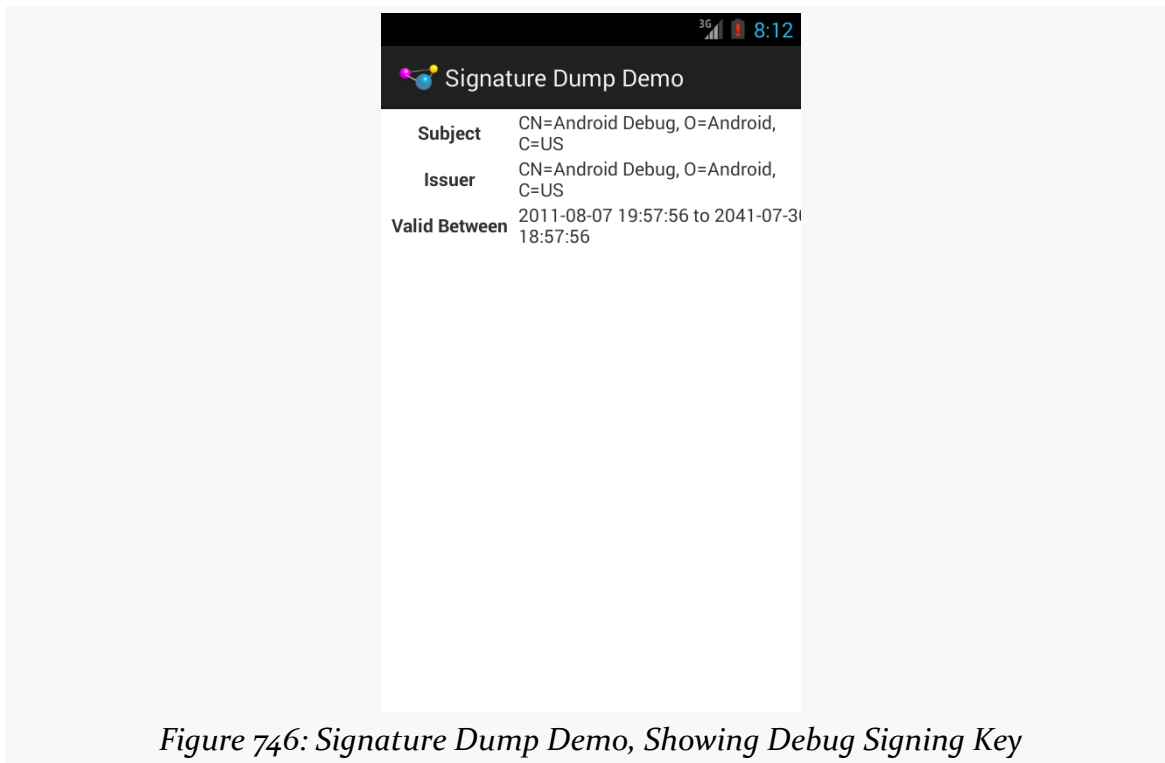 3G 8:12
Signature Dump Demo
Subject CN=Android Debug, O=Android,
C=US
Issuer CN=Android Debug, O=Android,
C=US
Valid Between 2011-08-07 19:57:56 to 2041-07-30
18:57:56
Figure 746: Signature Dump Demo, Showing Debug Signing Key